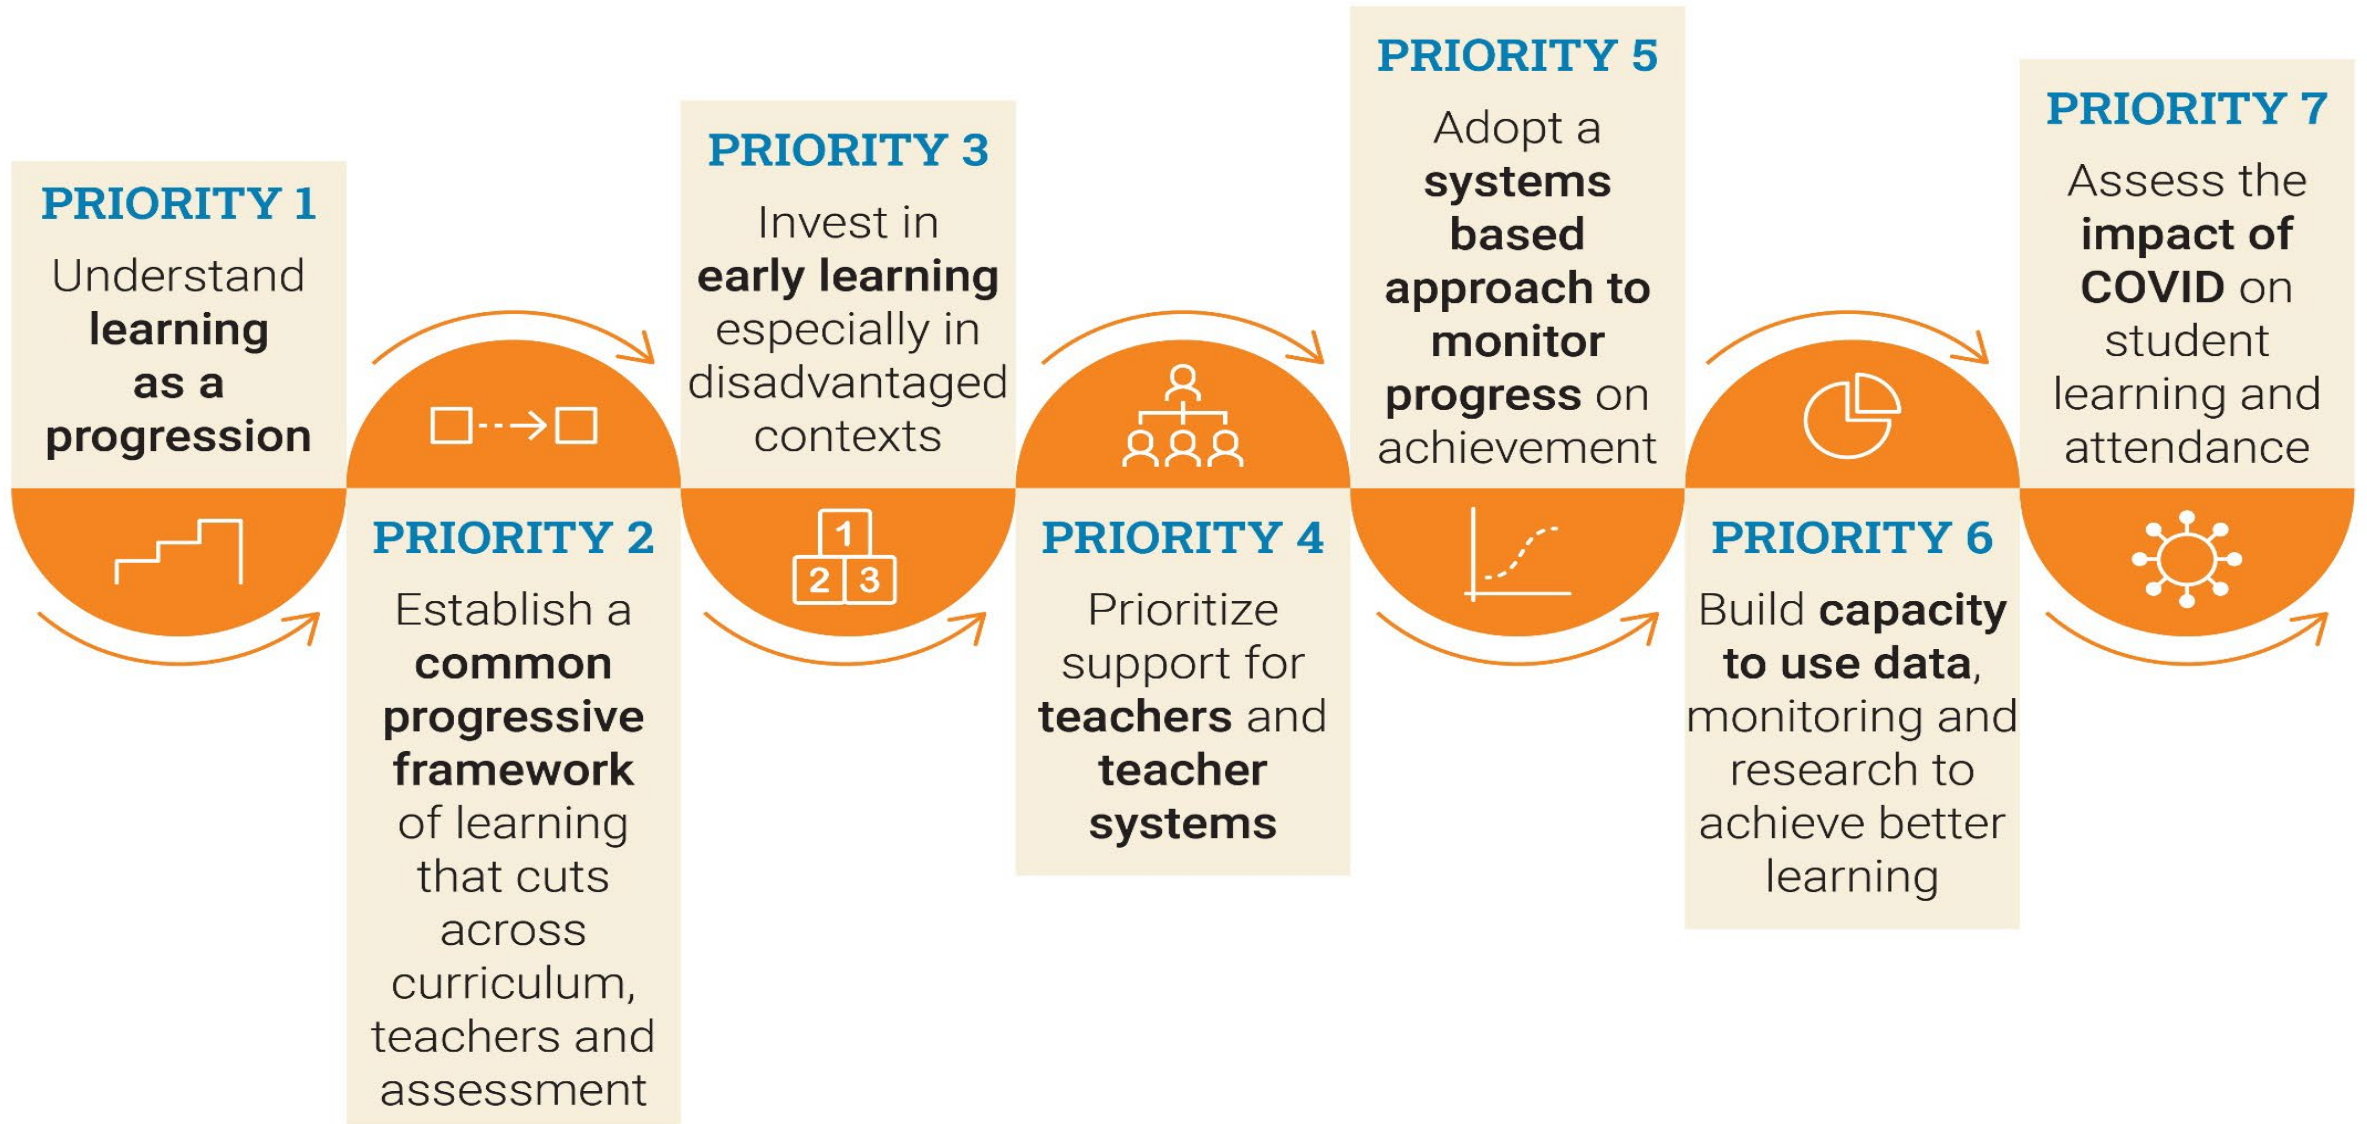 PRIORITY 1
Understand
learning
as a
progression
PRIORITY 2
Establish a
common
progressive
framework
of learning
that cuts
across
curriculum,
teachers and
assessment
PRIORITY 3
Invest in
early learning
especially in
disadvantaged
contexts
1
2 3
PRIORITY 4
Prioritize
support for
teachers and
teacher
systems
PRIORITY 5
Adopt a
systems
based
approach to
monitor
progress on
achievement
PRIORITY 6
Build capacity
to use data,
monitoring and
research to
achieve better
learning
PRIORITY 7
Assess the
impact of
COVID on
student
learning and
attendance